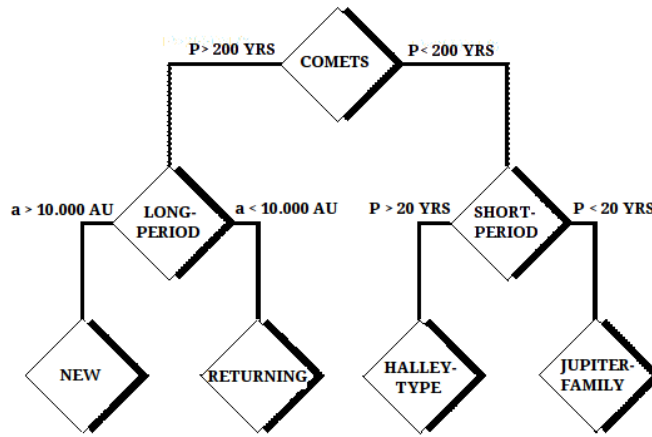 P> 200 YRS
COMETS
P< 200 YRS
a > 10.000 AU
LONG-
PERIOD
a < 10.000 AU
P > 20 YRS
SHORT-
PERIOD
P < 20 YRS
NEW
RETURNING
HALLEY-
TYPE
JUPITER-
FAMILY